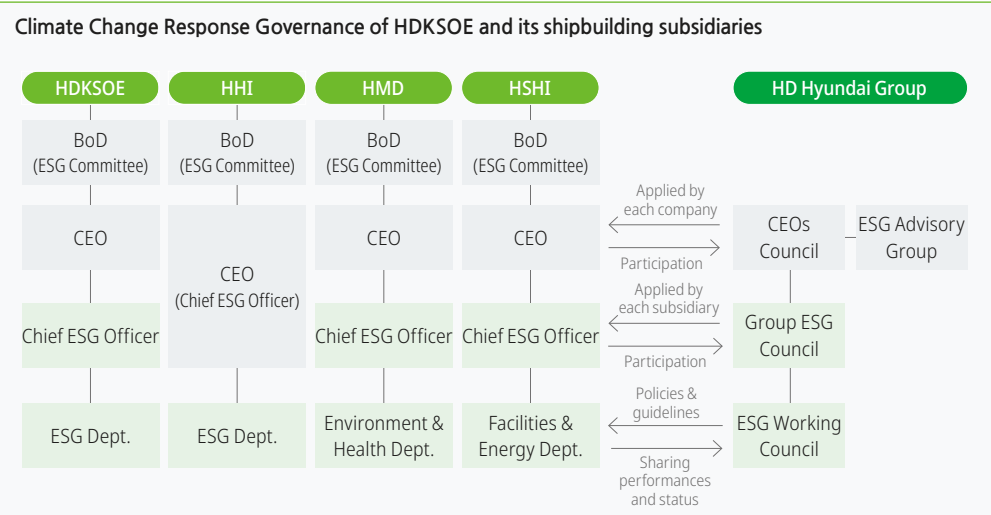 Climate Change Response Governance of HDKSOE and its shipbuilding subsidiaries
HDKSOE
HHI
HMD
HSHI
HD Hyundai Group
BoD
(ESG Committee)
BoD
(ESG Committee)
BoD
(ESG Committee)
BoD
(ESG Committee)
CEO
CEO
(Chief ESG Officer)
CEO
CEO
Applied by
each company
Participation
CEOs
Council
ESG Advisory
Group
Chief ESG Officer
Chief ESG Officer
Chief ESG Officer
Applied by
each subsidiary
Participation
Group ESG
Council
ESG Dept.
ESG Dept.
Environment &
Health Dept.
Facilities &
Energy Dept.
Policies &
guidelines
Sharing
performances
and status
ESG Working
Council